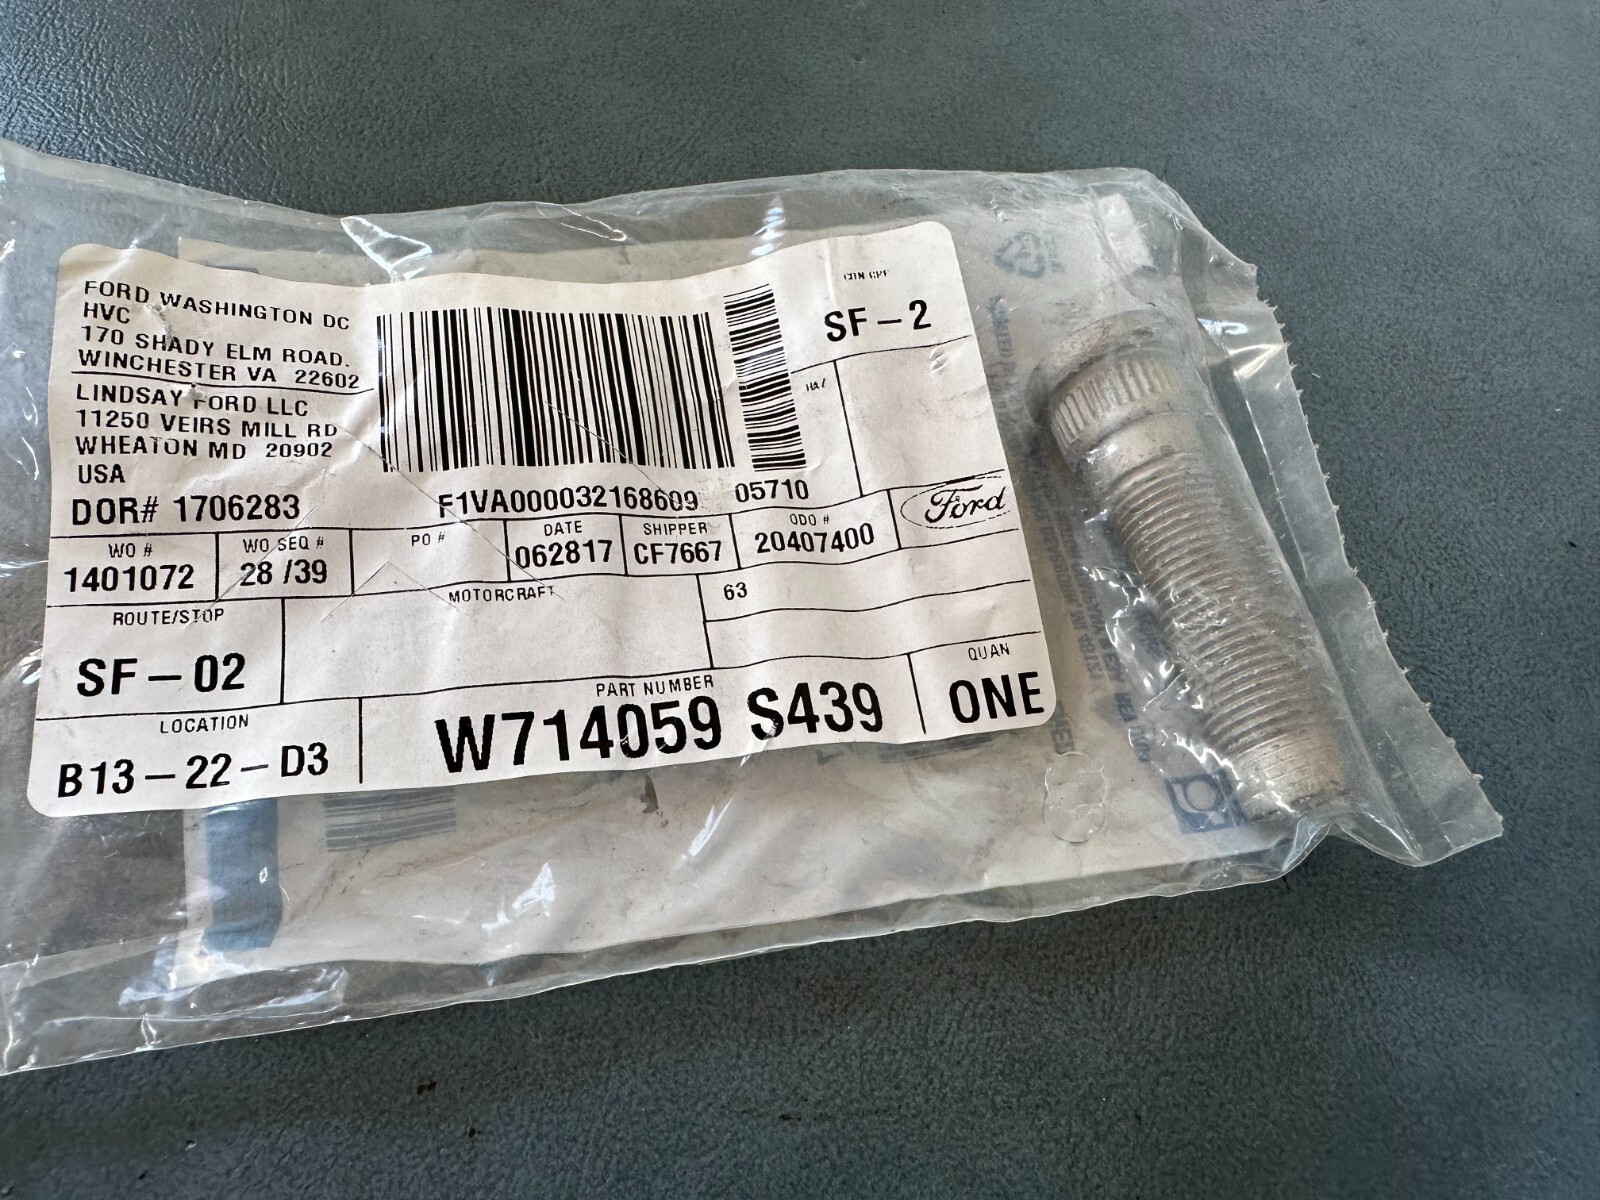 FORD WASHINGTON DC
HVC
170 SHADY ELM ROAD.
WINCHESTER VA 22602
LINDSAY FORD LLC
11250 VEIRS MILL RD
WHEATON MD 20902
USA
DOR# 1706283
F1VA000032168609 05710
SF-2
Ford
WO #
1401072
WO SEQ #
28 /39
PO #
DATE
062817
SHIPPER
CF7667
ODO #
20407400
ROUTE/STOP
SF-02
MOTORCRAFT
63
LOCATION
B13-22-D3
PART NUMBER
W714059 S439
QUAN
ONE